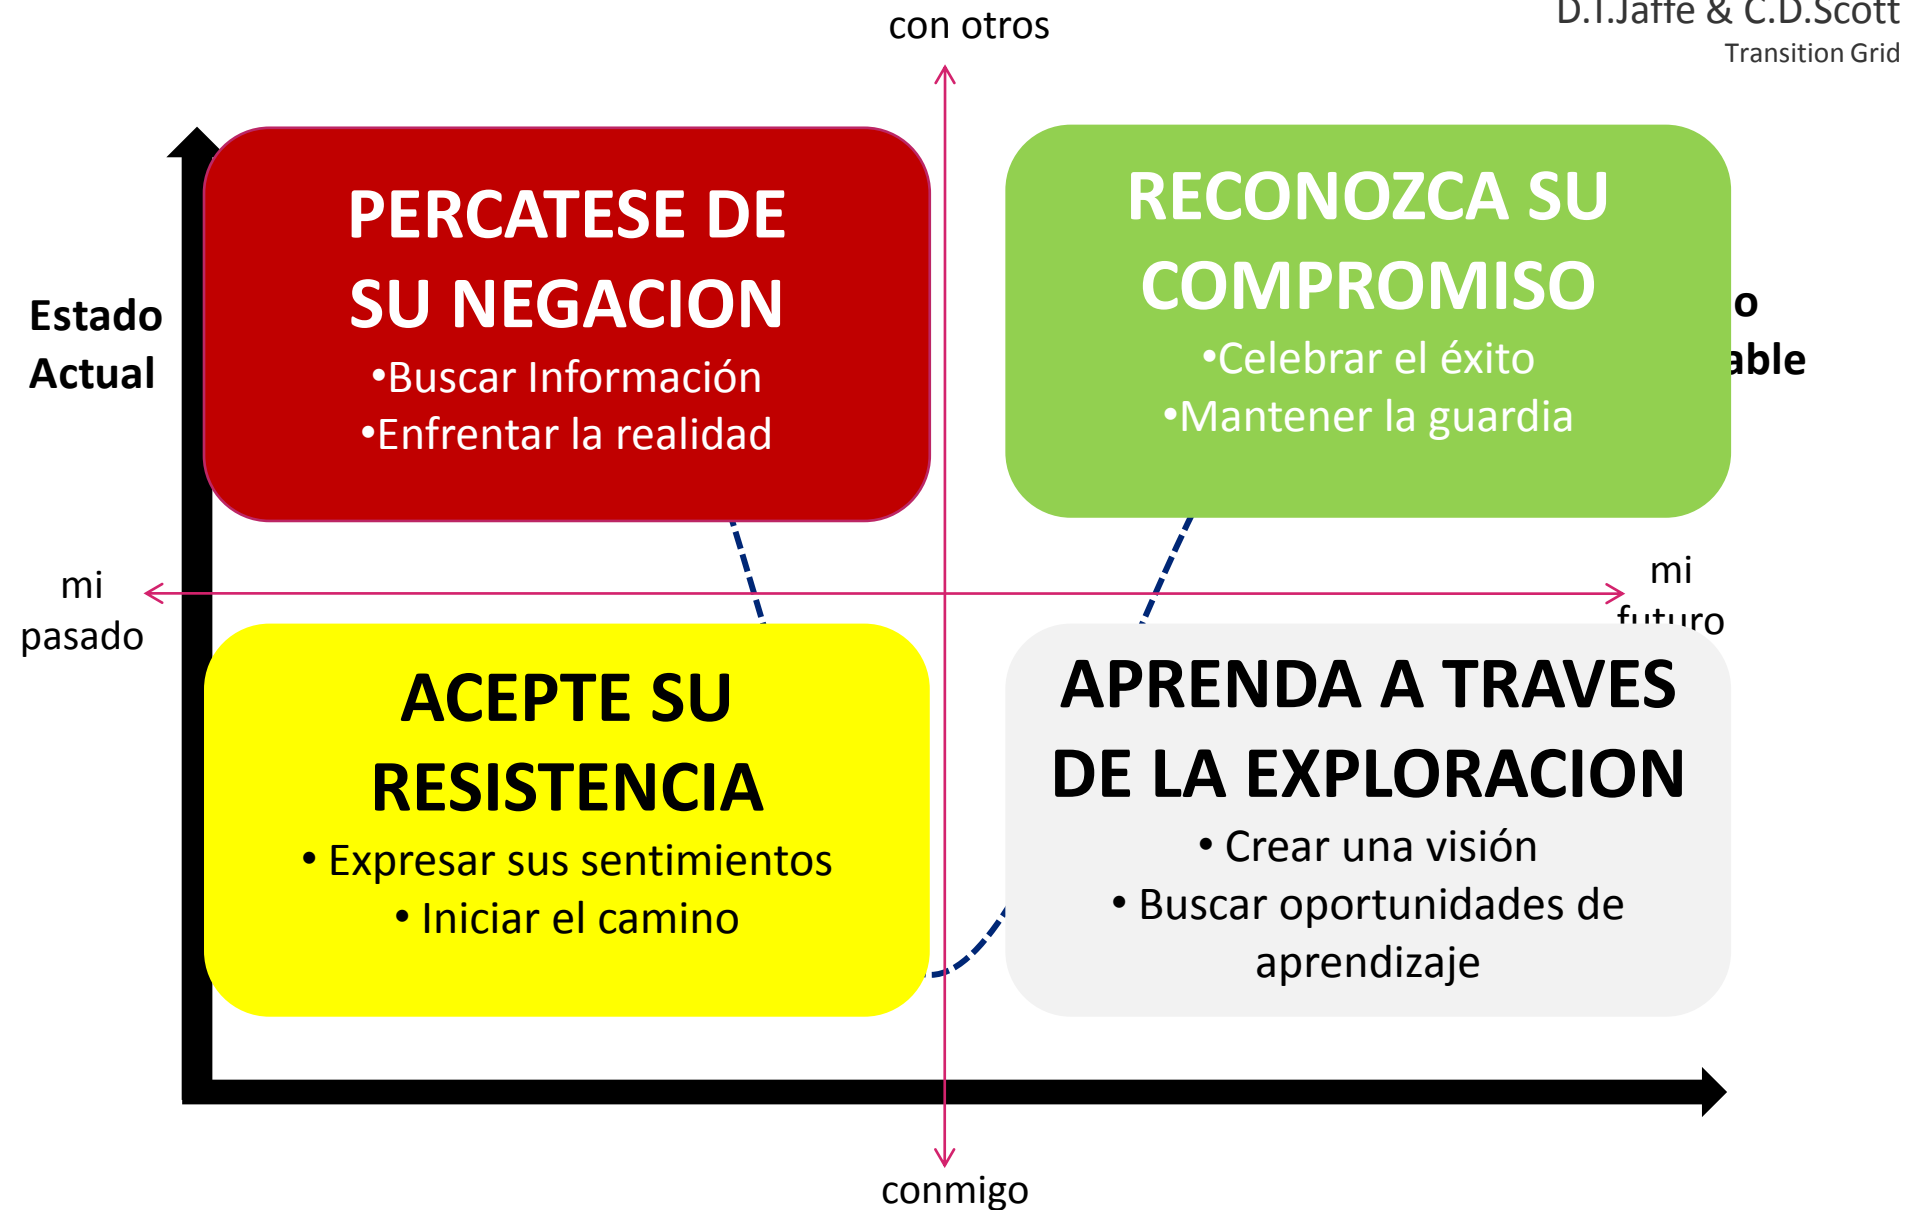 con otros
D.T.Jaffe & C.D.Scott
Transition Grid
PERCATESE DE
SU NEGACION
•Buscar Información
•Enfrentar la realidad
RECONOZCA SU
COMPROMISO
•Celebrar el éxito
•Mantener la guardia
Estado
Actual
o
able
mi
pasado
mi
futuro
ACEPTE SU
RESISTENCIA
• Expresar sus sentimientos
• Iniciar el camino
APRENDA A TRAVES
DE LA EXPLORACION
• Crear una visión
• Buscar oportunidades de
aprendizaje
conmigo